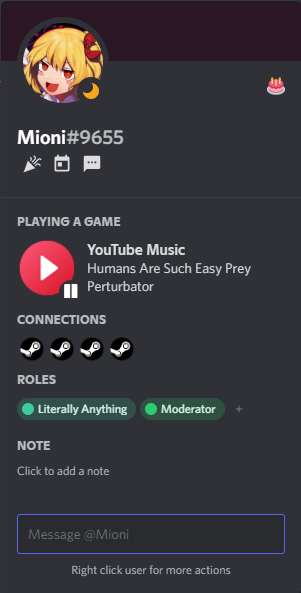 Mioni#9655
PLAYING A GAME
YouTube Music
Humans Are Such Easy Prey
Perturbator
CONNECTIONS
ROLES
Literally Anything
Moderator
+
NOTE
Click to add a note
Message @Mioni
Right click user for more actions